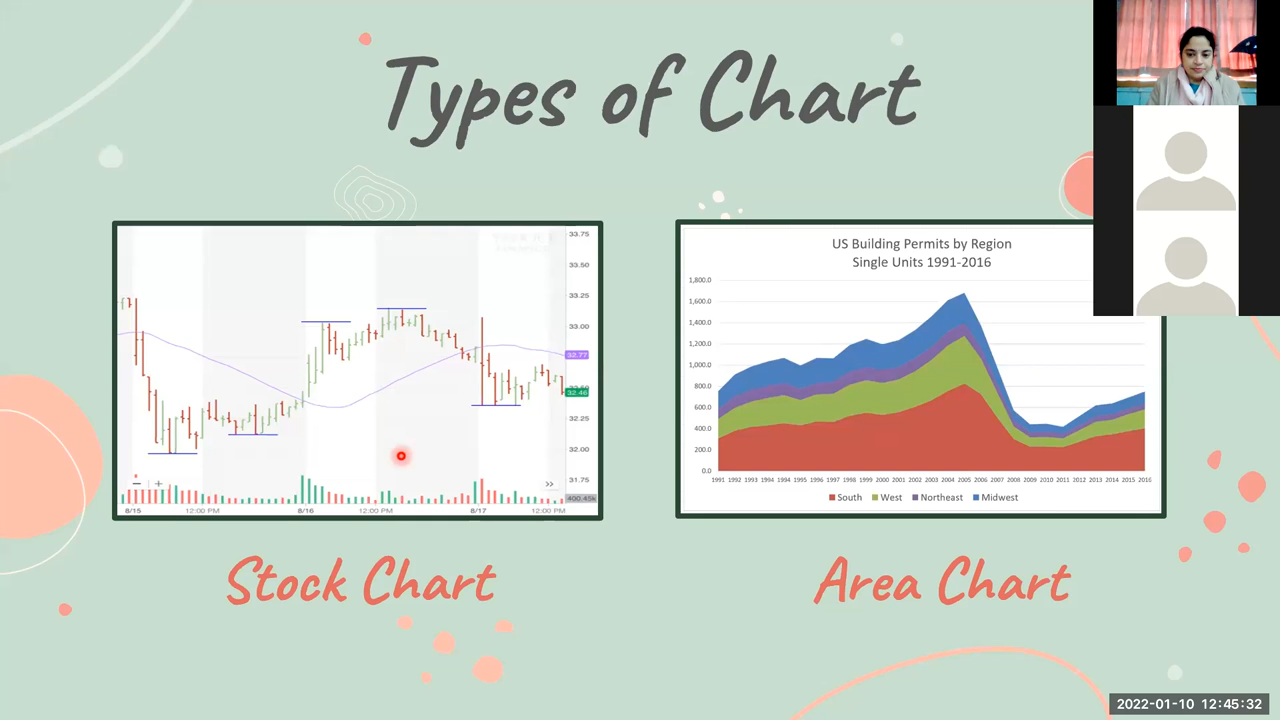 Types of Chart
33.75
33.50
33.25
33.00
32.77
32.46
32.25
32.00
400.45k
8/15 12:00 PM 8/16 12:00 PM 8/17 12:00 PM
Stock Chart
US Building Permits by Region
Single Units 1991-2016
1,800.0
1,600.0
1,400.0
1,200.0
1,000.0
800.0
600.0
400.0
200.0
0.0
1991 1992 1993 1994 1995 1996 1997 1998 1999 2000 2001 2002 2003 2004 2005 2006 2007 2008 2009 2010 2011 2012 2013 2014 2015 2016
South West Northeast Midwest
Area Chart
2022-01-10 12:45:32